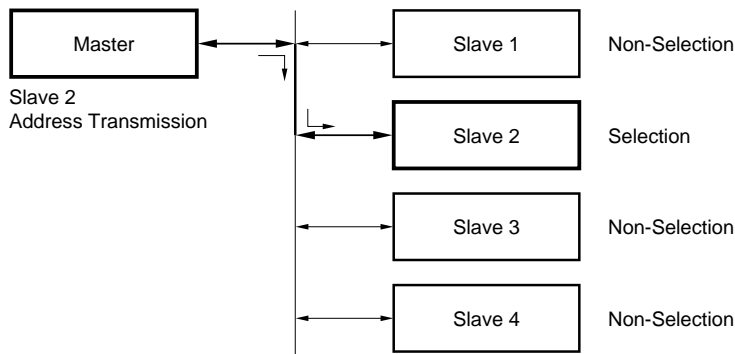 Master
Slave 2
Address Transmission
Slave 1
Non-Selection
Slave 2
Selection
Slave 3
Non-Selection
Slave 4
Non-Selection